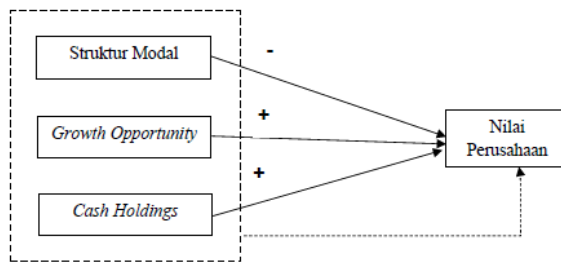 Struktur Modal
-
+
Growth Opportunity
Nilai
Perusahaan
+
Cash Holdings